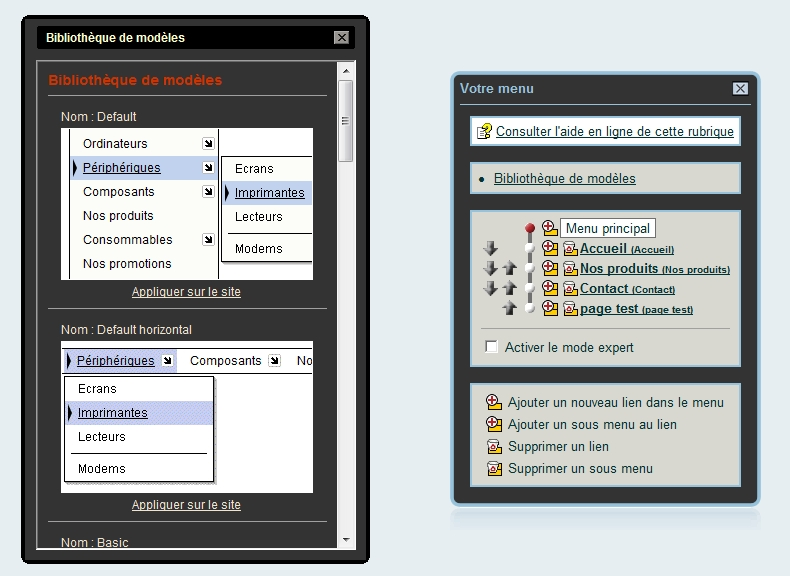 Bibliothèque de modèles
Bibliothèque de modèles
Nom : Default
Ordinateurs
Périphériques
Composants
Nos produits
Consommables
Nos promotions
Ecrans
Imprimantes
Lecteurs
Modems
Appliquer sur le site
Nom : Default horizontal
Périphériques Composants No
Ecrans
Imprimantes
Lecteurs
Modems
Appliquer sur le site
Nom : Basic
Votre menu
Consulter l'aide en ligne de cette rubrique
Bibliothèque de modèles
Menu principal
Accueil (Accueil)
Nos produits (Nos produits)
Contact (Contact)
page test (page test)
Activer le mode expert
Ajouter un nouveau lien dans le menu
Ajouter un sous menu au lien
Supprimer un lien
Supprimer un sous menu